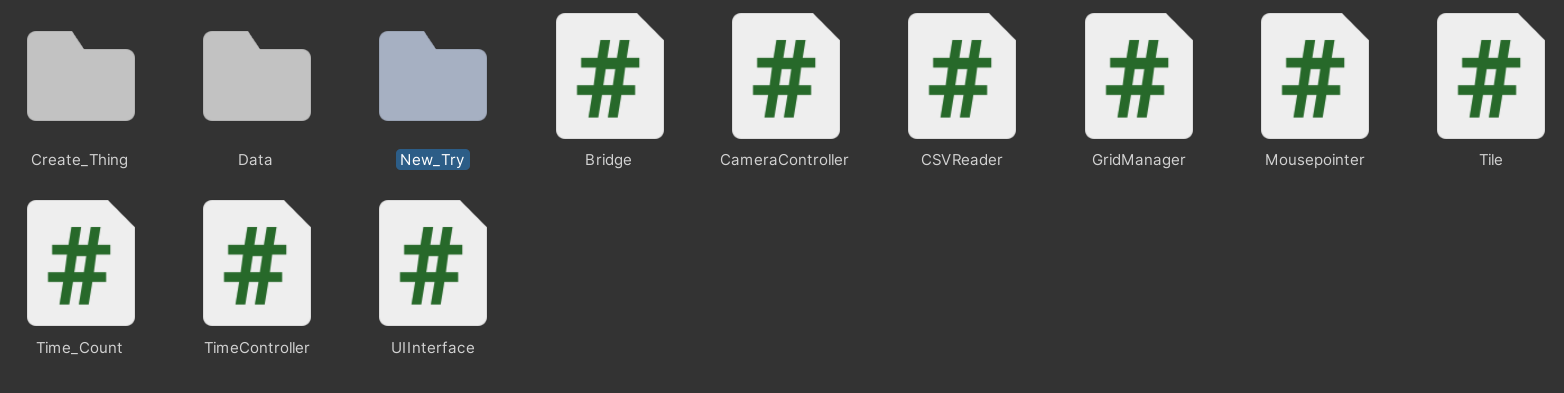 Create_Thing Data New_Try Bridge CameraController CSVReader GridManager Mousepointer Tile
Time_Count TimeController UIInterface